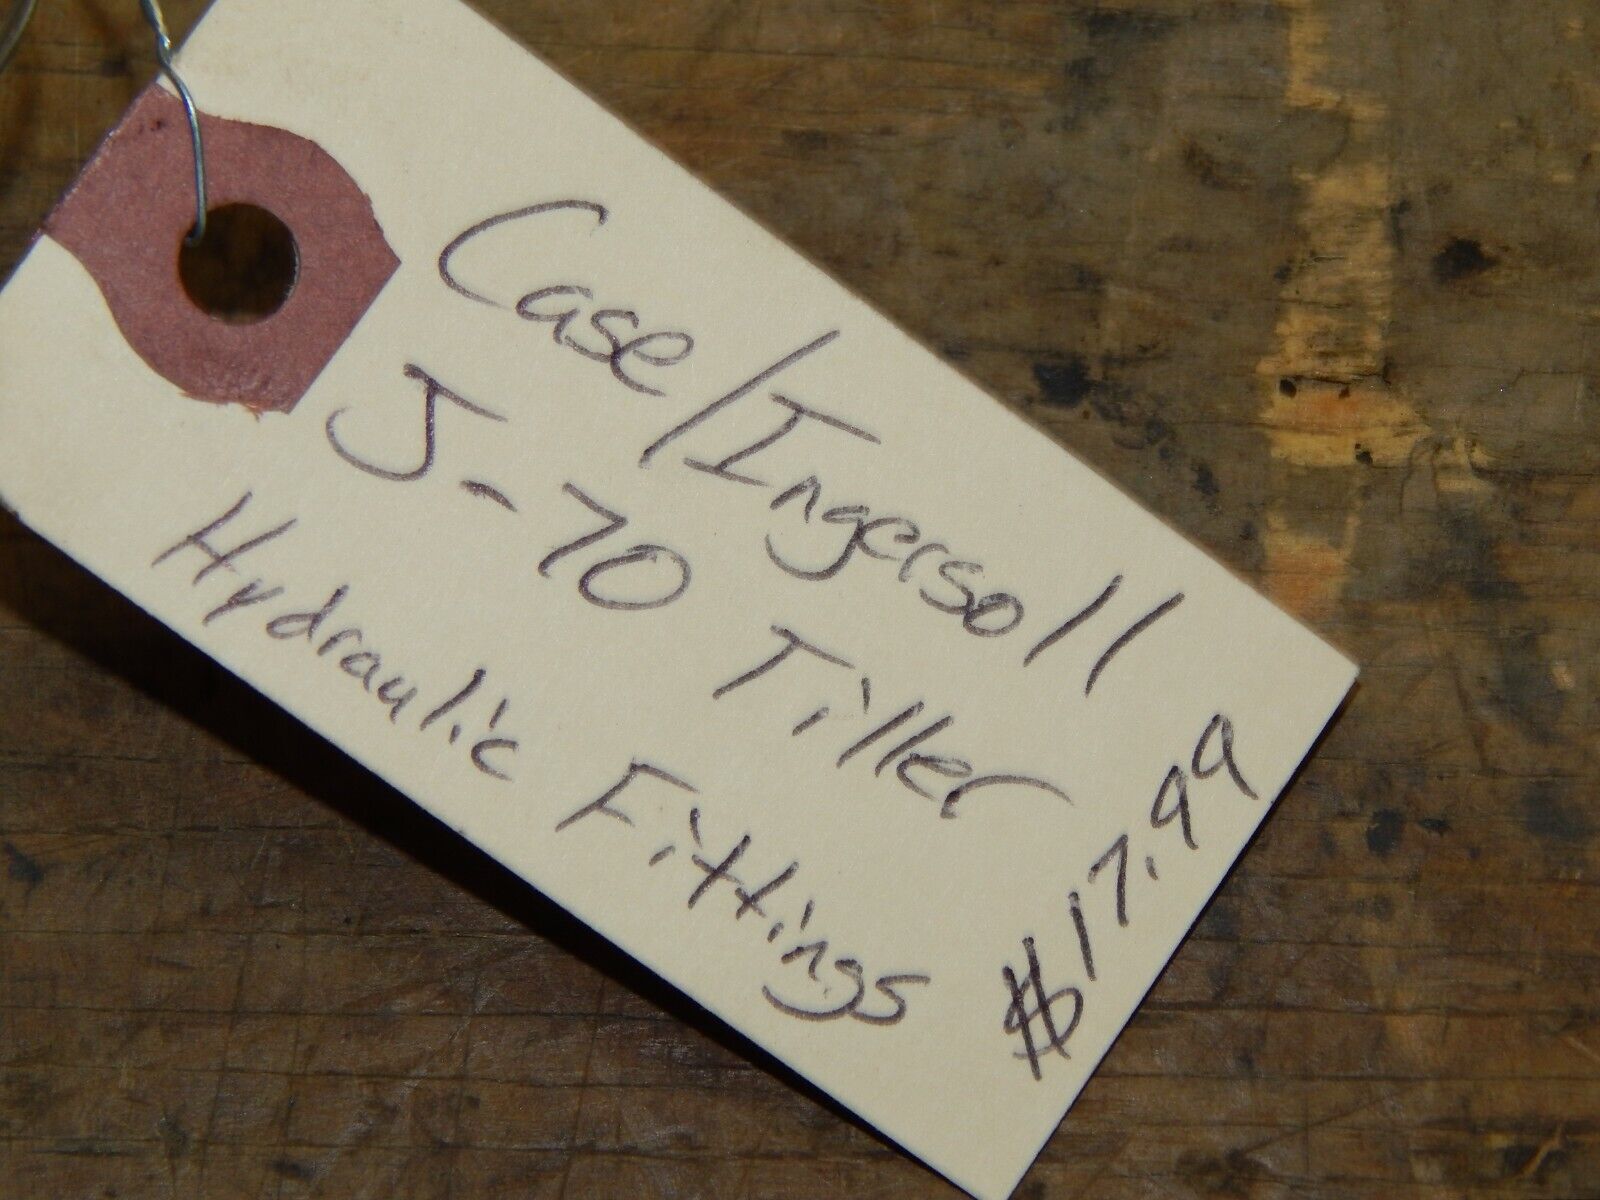 Case/Ingersoll
J-70 Tiller
Hydraulic Fittings
$17.99